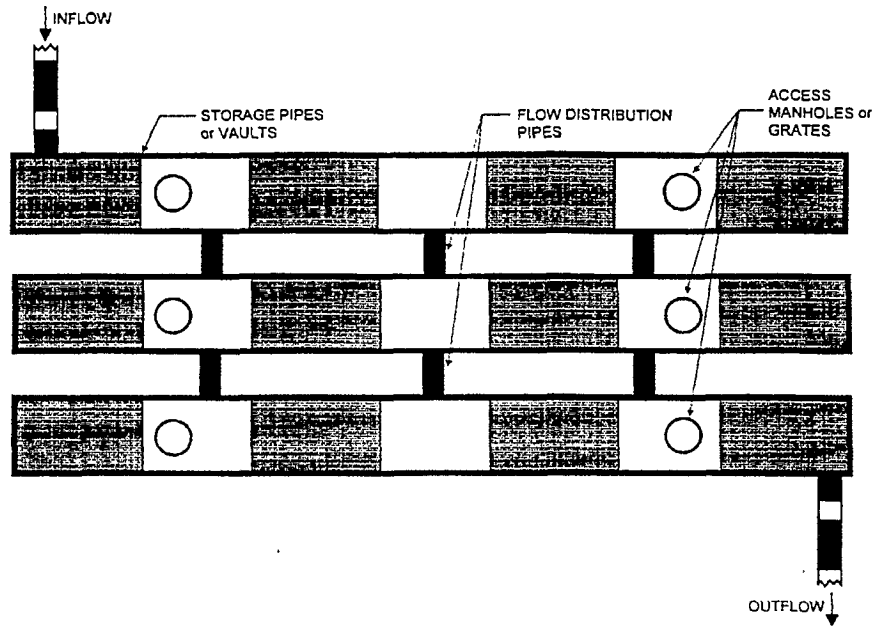 INFLOW
STORAGE PIPES
or VAULTS
FLOW DISTRIBUTION
PIPES
ACCESS
MANHOLES or
GRATES
OUTFLOW